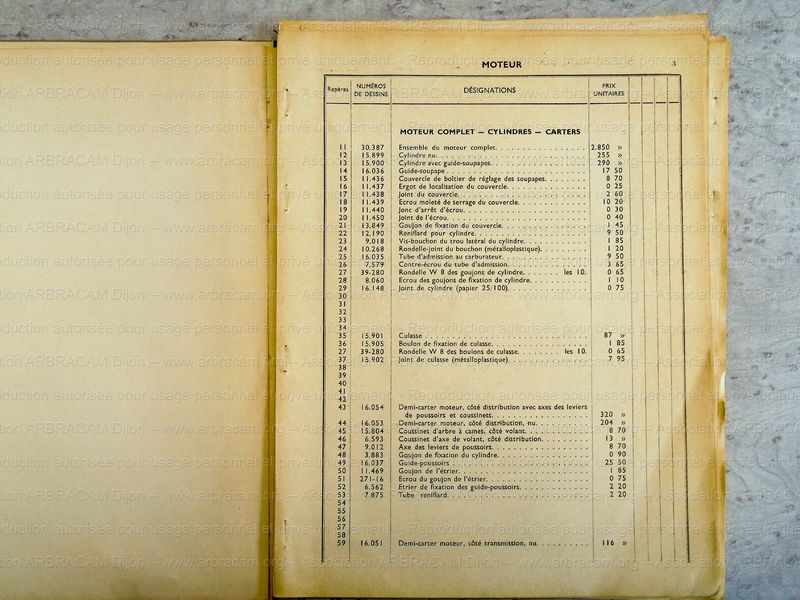 MOTEUR 3
Repères NUMÉROS DE DESSINS DÉSIGNATIONS PRIX UNITAIRES
MOTEUR COMPLET — CYLINDRES — CARTERS
11 30.387 Ensemble du moteur complet. 2.850 »
12 15.899 Cylindre nu. 255 »
13 15.900 Cylindre avec guide-soupapes. 290 »
14 16.036 Guide-soupape 17 50
15 11.436 Couvercle de boîtier de réglage des soupapes. 8 70
16 11.437 Ergot de localisation du couvercle. 0 25
17 11.438 Joint du couvercle. 2 60
18 11.439 Ecrou moleté de serrage du couvercle. 10 20
19 11.440 Jonc d'arrêt d'écrou. 0 30
20 11.450 Joint de l'écrou. 0 40
21 13.849 Goujon de fixation du couvercle. 1 45
22 12.190 Reniflard pour cylindre. 9 50
23 9.018 Vis-bouchon du trou latéral du cylindre. 1 85
24 10.268 Rondelle-joint du bouchon (métalloplastique). 1 20
25 16.035 Tube d'admission au carburateur. 9 50
26 7.579 Contre-écrou du tube d'admission. 3 65
27 39-280 Rondelle W 8 des goujons de cylindre. les 10. 0 65
28 8.060 Ecrou des goujons de fixation de cylindre. 1 10
29 16.148 Joint de cylindre (papier 25/100). 0 75
30
31
32
33
34
35 15.901 Culasse 87 »
36 15.905 Boulon de fixation de culasse. 1 85
27 39-280 Rondelle W 8 des boulons de culasse. les 10. 0 65
37 15.902 Joint de culasse (métalloplastique) 7 95
38
39
40
41
42
43 16.054 Demi-carter moteur, côté distribution avec axes des leviers
de poussoirs et coussinets. 320 »
44 16.053 Demi-carter moteur, côté distribution, nu. 204 »
45 15.804 Coussinet d'arbre à cames, côté volant. 8 70
46 6.593 Coussinet d'axe de volant, côté distribution. 13 »
47 9.012 Axe des leviers de poussoirs. 8 70
48 3.883 Goujon de fixation du cylindre. 0 90
49 16.037 Guide-poussoirs 25 50
50 11.469 Goujon de l'étrier. 1 85
51 271-16 Ecrou du goujon de l'étrier. 0 75
52 6.562 Etrier de fixation des guide-poussoirs. 2 20
53 7.875 Tube reniflard. 2 20
54
55
56
57
58
59 16.051 Demi-carter moteur, côté transmission, nu. 116 »